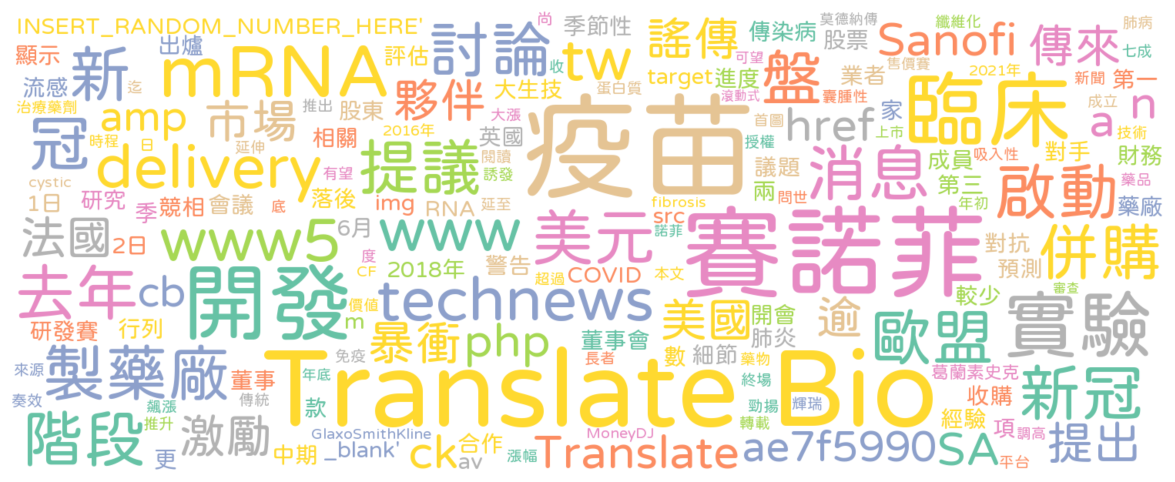 INSERT_RANDOM_NUMBER_HERE'
尚
季節性
謠傳
傳染病
莫德納傳
股票
纖維化
Sanofi
傳來
肺病
七成
顯示
新
出爐
mRNA
評估
討論
收
tw
可望
盤
售價賽
業者
2021年
新聞
第一
流感
迄
推出
股東
夥伴
大生技
蛋白質
target
進度
滾動式
囊腫性
臨床
成立
n
治療藥劑
amp
市場
2016年
大漲
疫苗
首圖
href
家
上市
a
技術
冠
時程
日
延伸
相關
提議
英國
閱讀
誘發
授權
議題
消息
成員
吸入性
對手
財務
delivery
有望
兩
問世
第三
年初
啟動
藥品
藥廠
cystic
1日
研究
季
競相
會議
底
落後
img
RNA
延至
fibrosis
src
諾菲
賽諾菲
法國
2日
www5
6月
www
美元
對抗
預測
併購
度
CF
2018年
警告
超過
COVID
本文
審查
較少
去年
cb
開發
價值
m
technews
美國
開會
肺炎
逾
歐盟
實驗
研發賽
行列
暴衝
php
董事會
長者
數
細節
藥物
來源
製藥廠
董事
傳統
免疫
年底
款
Translate Bio
終場
勁揚
轉載
輝瑞
葛蘭素史克
收購
經驗
新冠
奏效
階段
飆漲
推升
更
激勵
中期
GlaxoSmithKline
_blank'
ck
av
合作
漲幅
MoneyDJ
Translate
ae7f5990
SA
項
平台
調高
提出